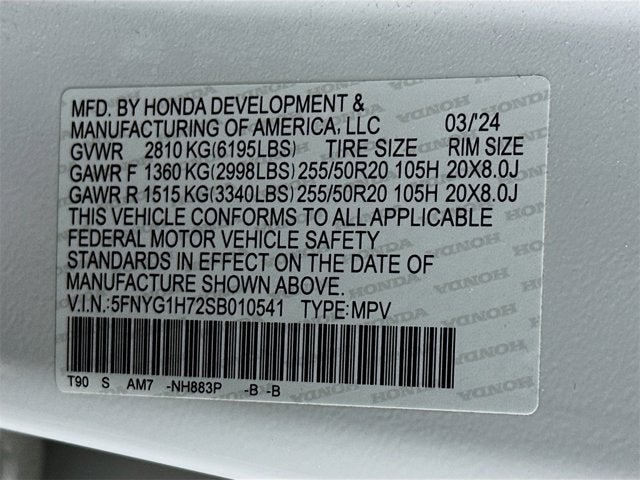 MFD. BY HONDA DEVELOPMENT &
MANUFACTURING OF AMERICA, LLC 03/'24
GVWR 2810 KG(6195LBS) TIRE SIZE RIM SIZE
GAWR F 1360 KG(2998LBS) 255/50R20 105H 20X8.0J
GAWR R 1515 KG(3340LBS) 255/50R20 105H 20X8.0J
THIS VEHICLE CONFORMS TO ALL APPLICABLE
FEDERAL MOTOR VEHICLE SAFETY
STANDARDS IN EFFECT ON THE DATE OF
MANUFACTURE SHOWN ABOVE.
V.I.N.:5FNYG1H72SB010541 TYPE:MPV
T90 S AM7 -NH883P -B -B